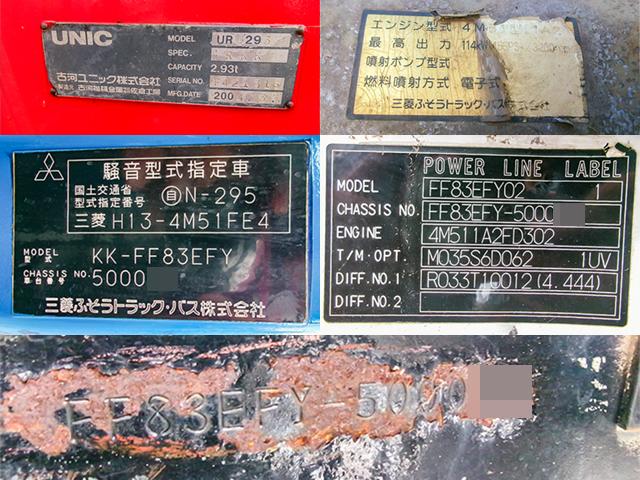 UNIC
MODEL UR 29
SPEC.
CAPACITY 2.93t
古河ユニック株式会社
SERIAL NO.
MFG.DATE 200
エンジン型式 4M
最高出力 114kW
噴射ポンプ型式
燃料噴射方式 電子式
三菱ふそうトラック・バス株式会社
騒音型式指定車
国土交通省
型式指定番号 自N-295
三菱 H13-4M51FE4
MODEL
型式 KK-FF83EFY
CHASSIS NO.
車台番号 5000
三菱ふそうトラック・バス株式会社
POWER LINE LABEL
MODEL FF83EFY02 1
CHASSIS NO. FF83EFY-5000
ENGINE 4M511A2FD302
T/M.OPT. M035S6D062 1UV
DIFF.NO.1 R033T10012(4.444)
DIFF.NO.2
FF83EFY-5000